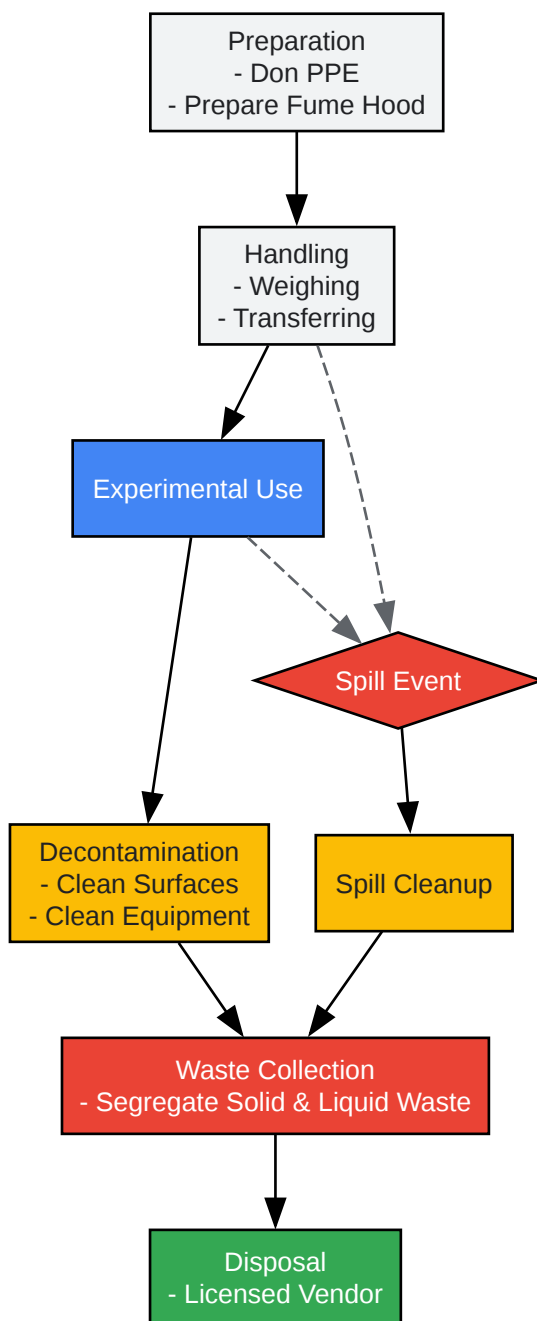 Preparation
- Don PPE
- Prepare Fume Hood
Handling
- Weighing
- Transferring
Experimental Use
Spill Event
Decontamination
- Clean Surfaces
- Clean Equipment
Spill Cleanup
Waste Collection
- Segregate Solid & Liquid Waste
Disposal
- Licensed Vendor